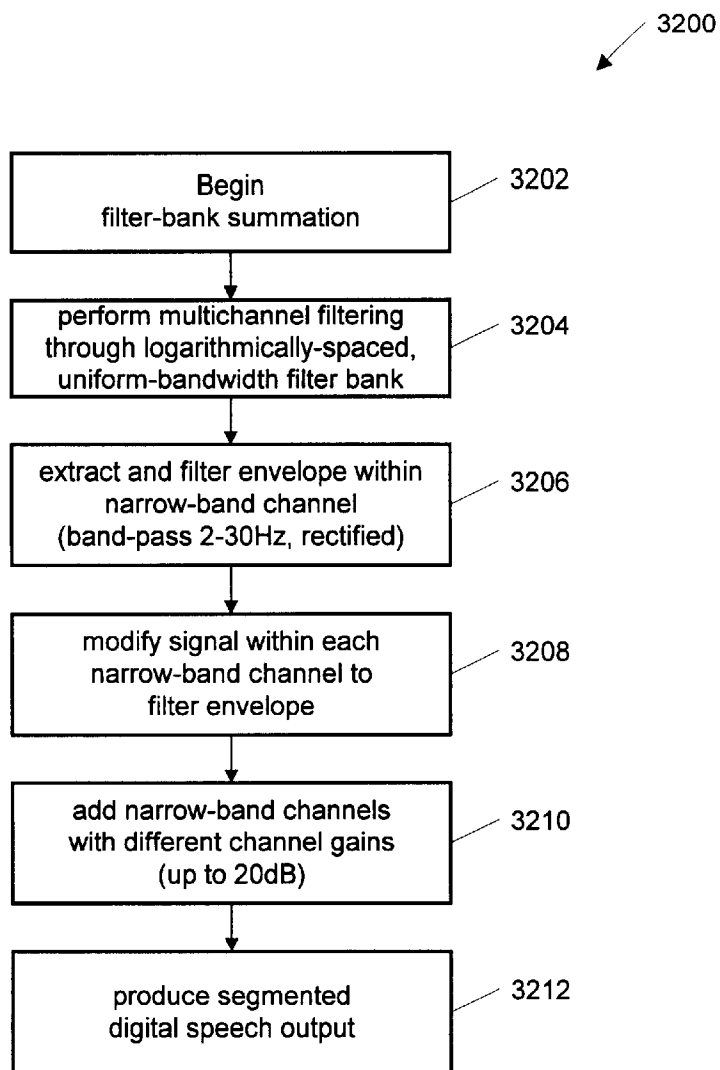 3200
Begin
filter-bank summation
3202
perform multichannel filtering
through logarithmically-spaced,
uniform-bandwidth filter bank
3204
extract and filter envelope within
narrow-band channel
(band-pass 2-30Hz, rectified)
3206
modify signal within each
narrow-band channel to
filter envelope
3208
add narrow-band channels
with different channel gains
(up to 20dB)
3210
produce segmented
digital speech output
3212